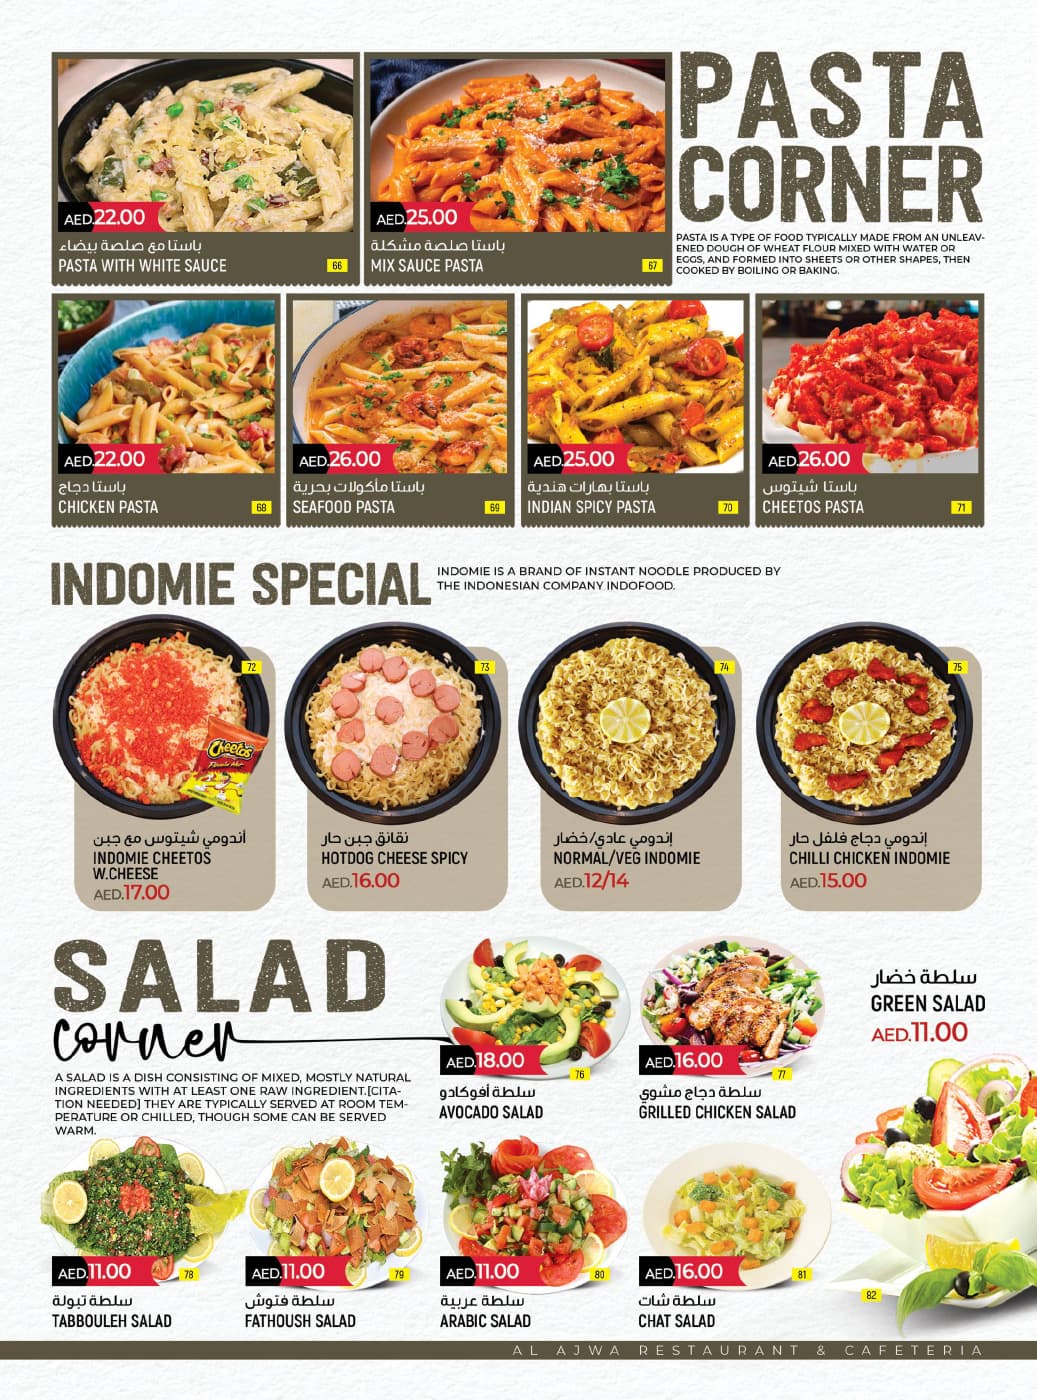 PASTA
CORNER
PASTA IS A TYPE OF FOOD TYPICALLY MADE FROM AN UNLEAV-
ENED DOUGH OF WHEAT FLOUR MIXED WITH WATER OR
EGGS, AND FORMED INTO SHEETS OR OTHER SHAPES, THEN
COOKED BY BOILING OR BAKING.
AED.22.00
باستا مع صلصة بيضاء
PASTA WITH WHITE SAUCE
66
AED.25.00
باستا صلصة مشكلة
MIX SAUCE PASTA
67
AED.22.00
باستا دجاج
CHICKEN PASTA
68
AED.26.00
باستا مأكولات بحرية
SEAFOOD PASTA
69
AED.25.00
باستا بهارات هندية
INDIAN SPICY PASTA
70
AED.26.00
باستا شيتوس
CHEETOS PASTA
71
INDOMIE SPECIAL
INDOMIE IS A BRAND OF INSTANT NOODLE PRODUCED BY
THE INDONESIAN COMPANY INDOFOOD.
72
Cheetos
أندومي شيتوس مع جبن
INDOMIE CHEETOS
W.CHEESE
AED.17.00
73
نقانق جبن حار
HOTDOG CHEESE SPICY
AED.16.00
74
إندومي عادي/خضار
NORMAL/VEG INDOMIE
AED.12/14
75
إندومي دجاج فلفل حار
CHILLI CHICKEN INDOMIE
AED.15.00
SALAD
corner
A SALAD IS A DISH CONSISTING OF MIXED, MOSTLY NATURAL
INGREDIENTS WITH AT LEAST ONE RAW INGREDIENT.[CITA-
TION NEEDED] THEY ARE TYPICALLY SERVED AT ROOM TEM-
PERATURE OR CHILLED, THOUGH SOME CAN BE SERVED
WARM.
AED.18.00
76
سلطة أفوكادو
AVOCADO SALAD
AED.16.00
77
سلطة دجاج مشوي
GRILLED CHICKEN SALAD
سلطة خضار
GREEN SALAD
AED.11.00
82
AED.11.00
78
سلطة تبولة
TABBOULEH SALAD
AED.11.00
79
سلطة فتوش
FATHOUSH SALAD
AED.11.00
80
سلطة عربية
ARABIC SALAD
AED.16.00
81
سلطة شات
CHAT SALAD
AL AJWA RESTAURANT & CAFETERIA